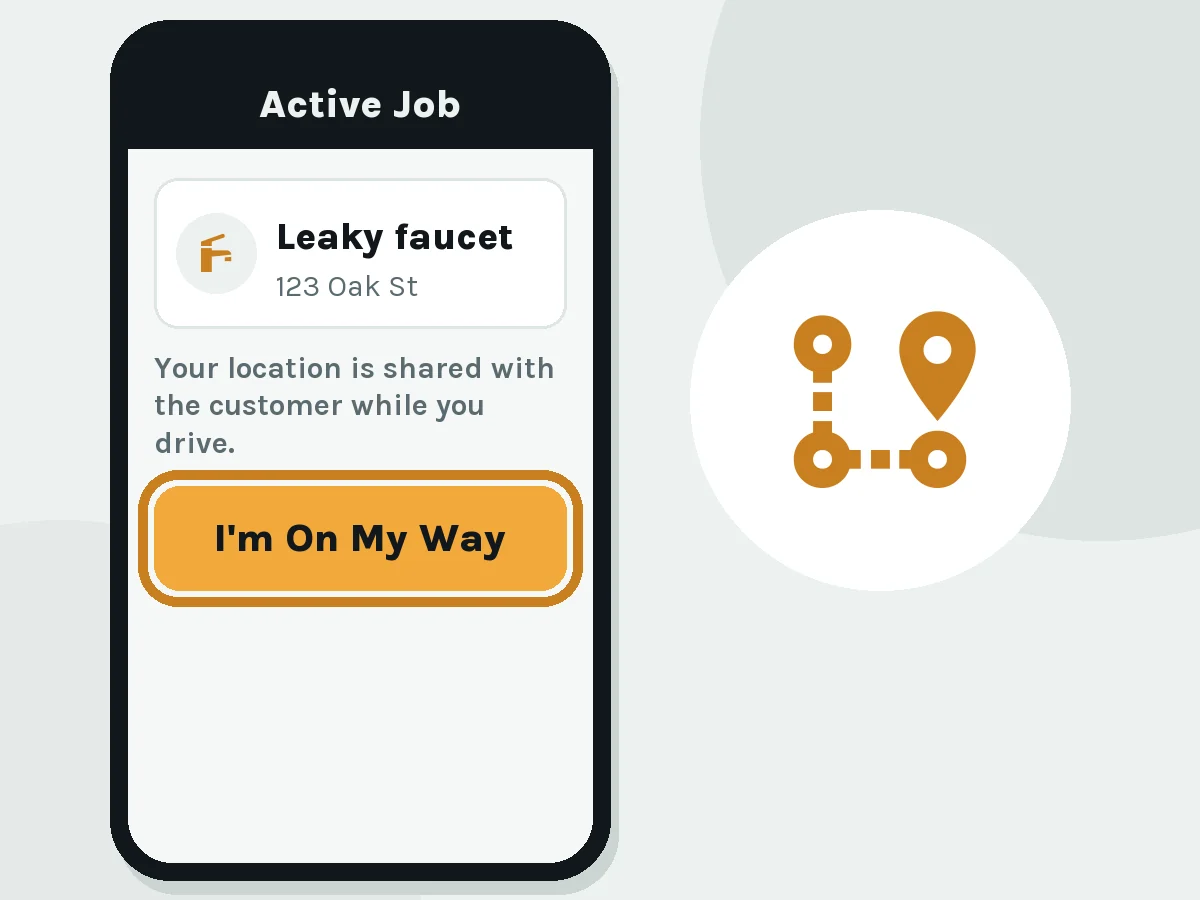 Active Job
Leaky faucet
123 Oak St
Your location is shared with
the customer while you
drive.
I'm On My Way